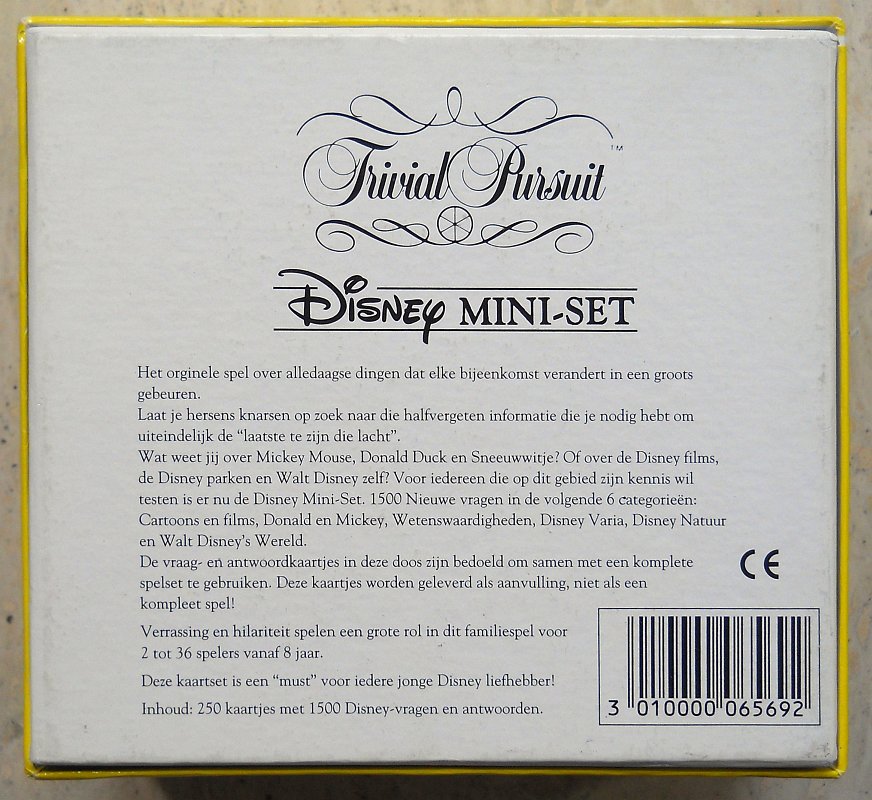 Trivial Pursuit™
Disney MINI-SET
Het orginele spel over alledaagse dingen dat elke bijeenkomst verandert in een groots
gebeuren.
Laat je hersens knarsen op zoek naar die halfvergeten informatie die je nodig hebt om
uiteindelijk de “laatste te zijn die lacht”.
Wat weet jij over Mickey Mouse, Donald Duck en Sneeuwwitje? Of over de Disney films,
de Disney parken en Walt Disney zelf? Voor iedereen die op dit gebied zijn kennis wil
testen is er nu de Disney Mini-Set. 1500 Nieuwe vragen in de volgende 6 categorieën:
Cartoons en films, Donald en Mickey, Wetenswaardigheden, Disney Varia, Disney Natuur
en Walt Disney's Wereld.
De vraag- en antwoordkaartjes in deze doos zijn bedoeld om samen met een komplete
spelset te gebruiken. Deze kaartjes worden geleverd als aanvulling, niet als een
kompleet spel!
CE
Verrassing en hilariteit spelen een grote rol in dit familiespel voor
2 tot 36 spelers vanaf 8 jaar.
Deze kaartset is een “must” voor iedere jonge Disney liefhebber!
Inhoud: 250 kaartjes met 1500 Disney-vragen en antwoorden.
3 010000 065692